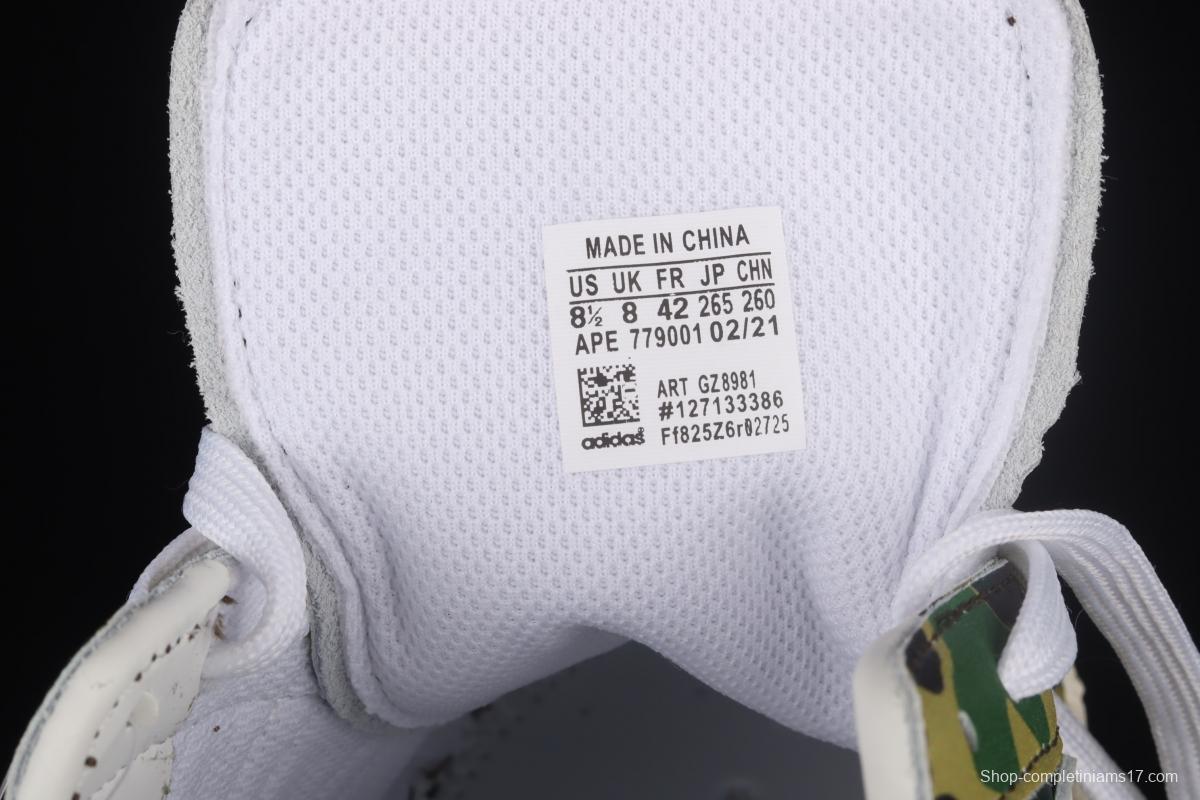 MADE IN CHINA
US UK FR JP CHN
8½ 8 42 265 260
APE 779001 02/21
ART GZ8981
#127133386
adidas Ff825Z6r02725
Shop-completiniams17.com